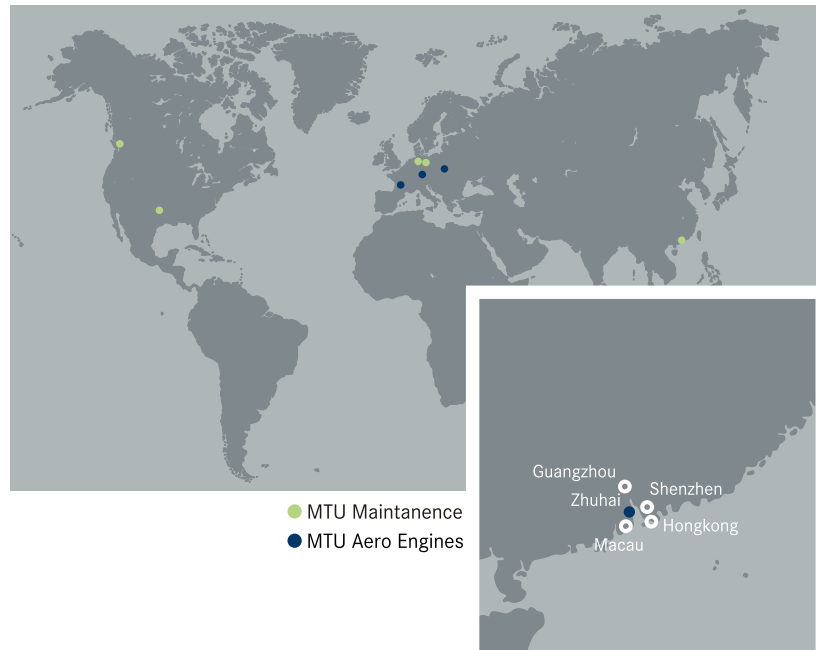 Guangzhou
Shenzhen
Zhuhai
Hongkong
Macau
MTU Maintanence
MTU Aero Engines